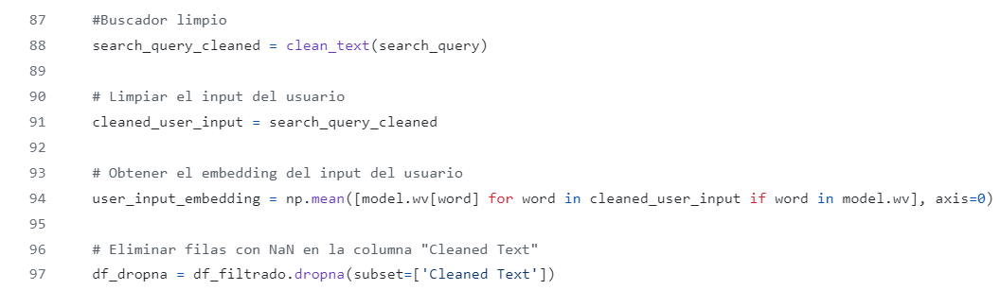 87 #Buscador limpio
88 search_query_cleaned = clean_text(search_query)
89
90 # Limpiar el input del usuario
91 cleaned_user_input = search_query_cleaned
92
93 # Obtener el embedding del input del usuario
94 user_input_embedding = np.mean([model.wv[word] for word in cleaned_user_input if word in model.wv], axis=0)
95
96 # Eliminar filas con NaN en la columna "Cleaned Text"
97 df_dropna = df_filtrado.dropna(subset=['Cleaned Text'])